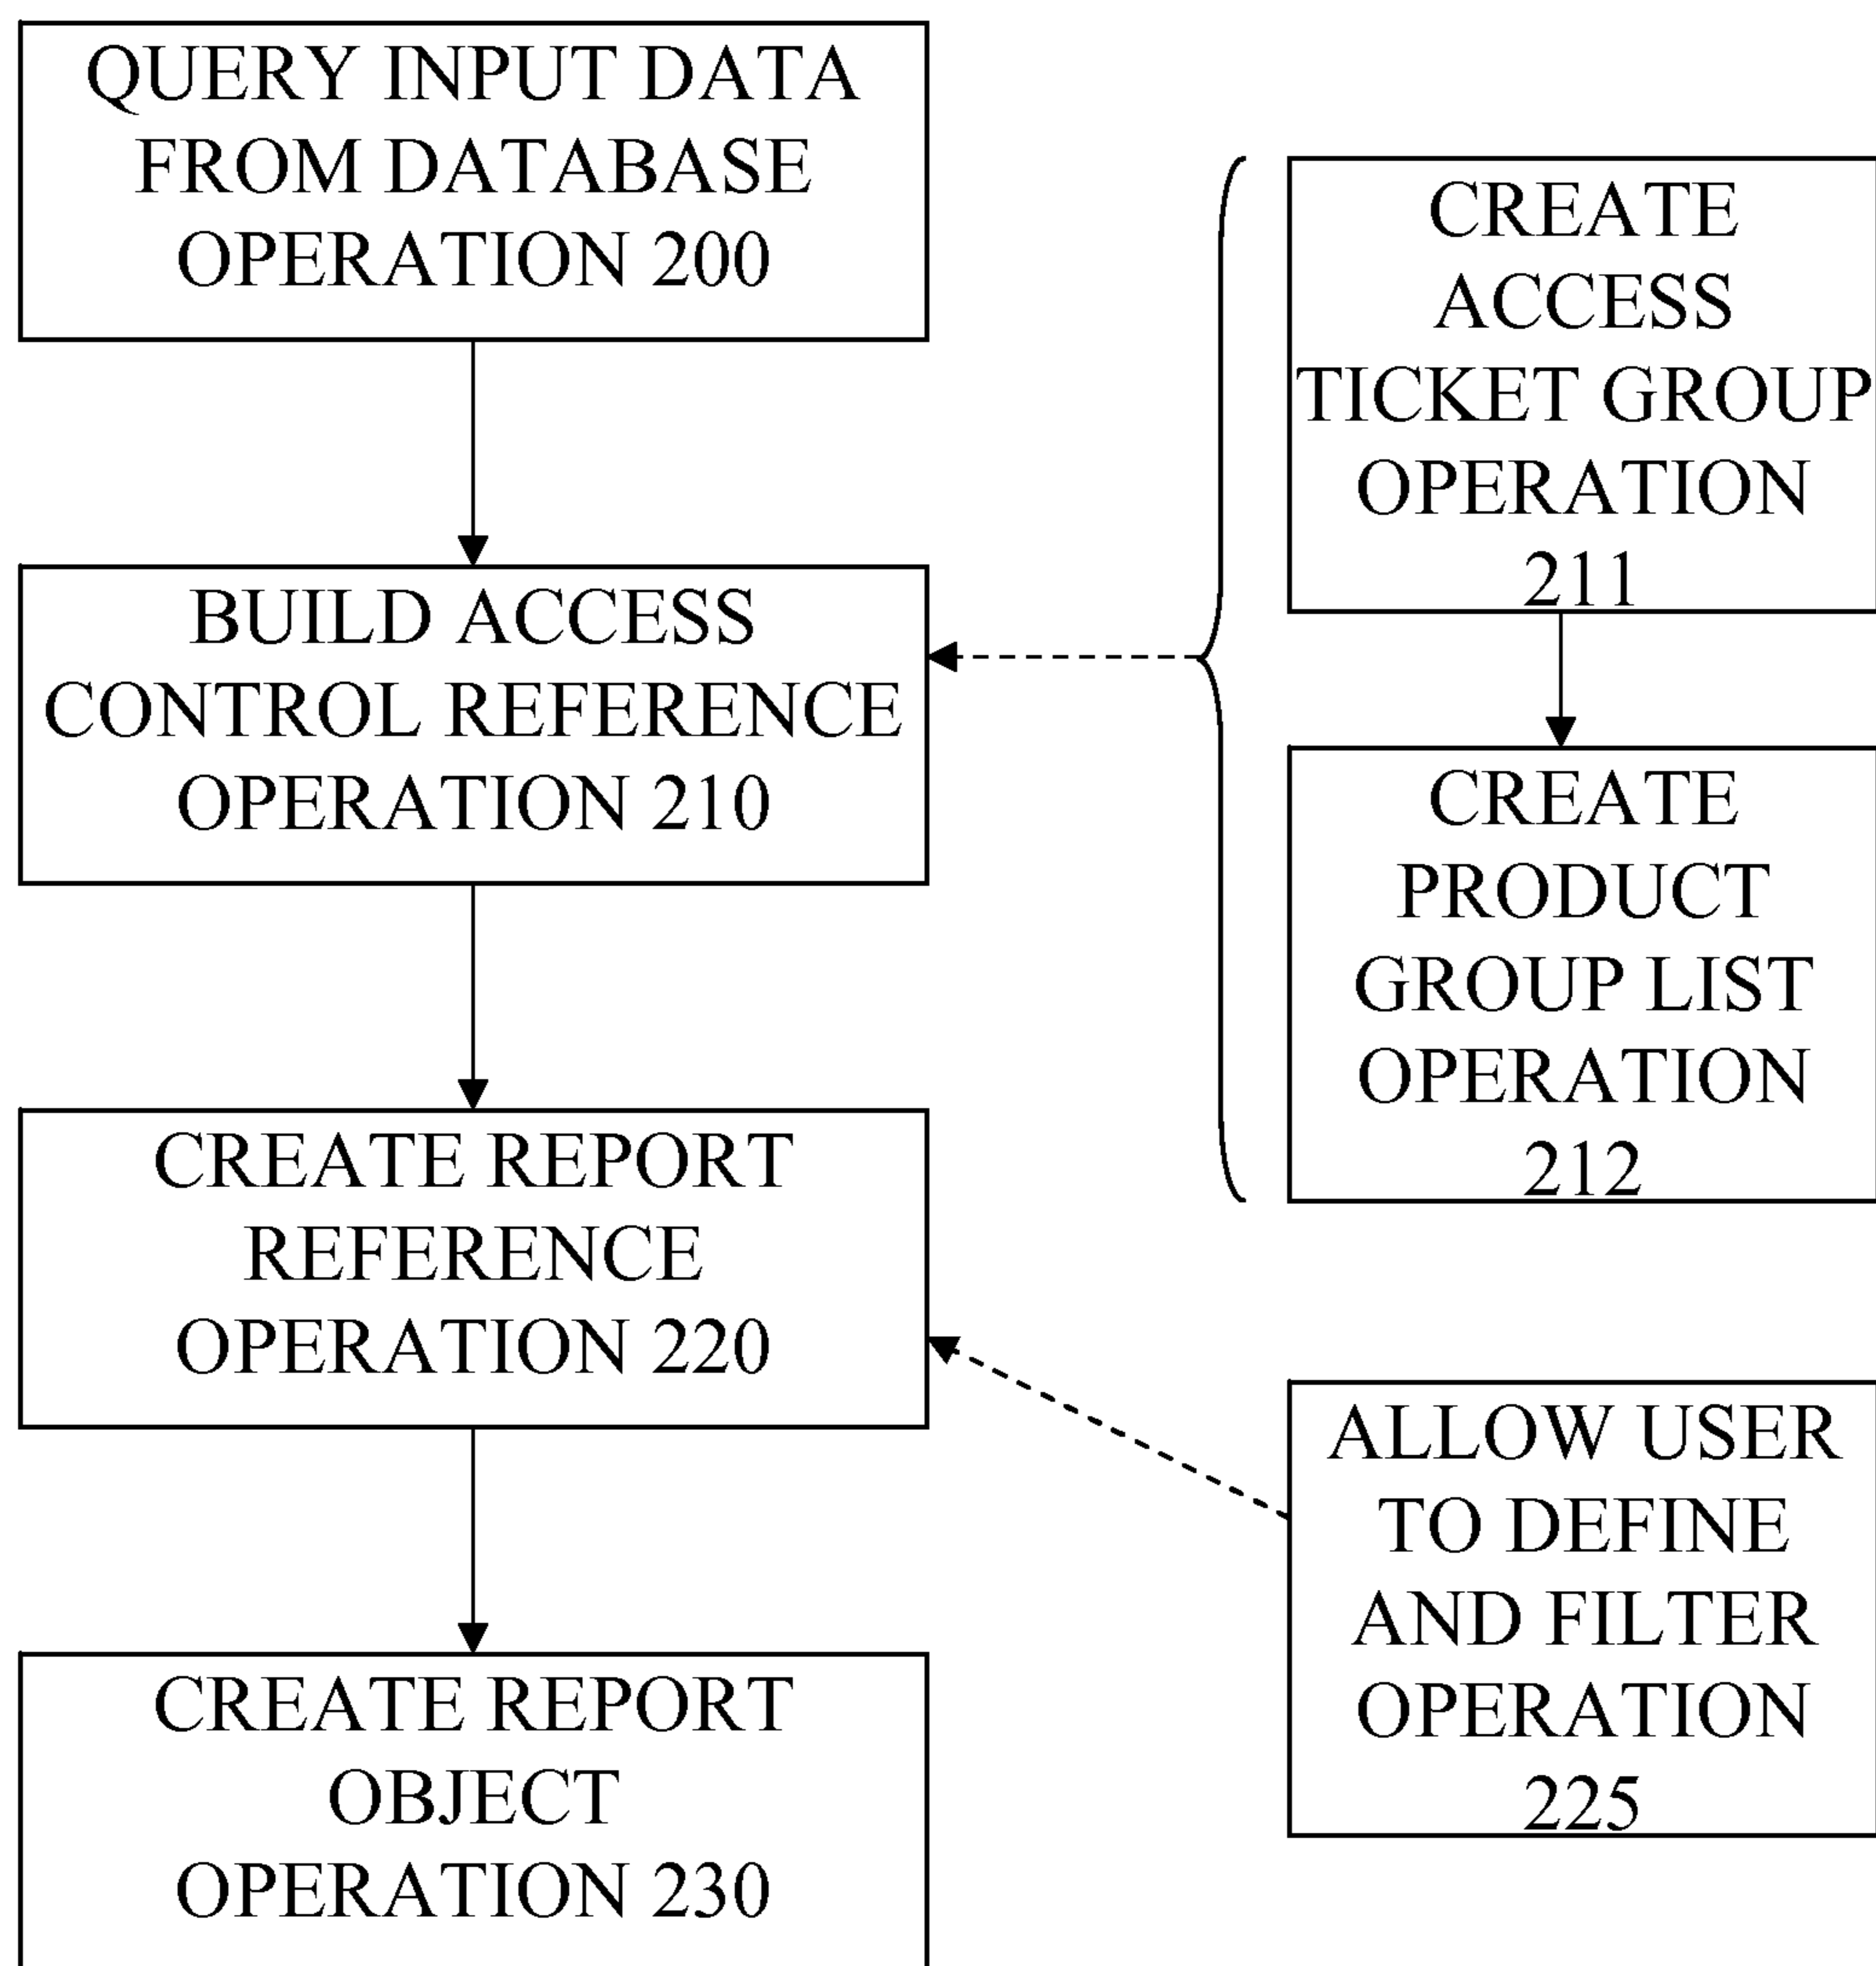 QUERY INPUT DATA
FROM DATABASE
OPERATION 200
BUILD ACCESS
CONTROL REFERENCE
OPERATION 210
CREATE REPORT
REFERENCE
OPERATION 220
CREATE REPORT
OBJECT
OPERATION 230
CREATE
ACCESS
TICKET GROUP
OPERATION
211
CREATE
PRODUCT
GROUP LIST
OPERATION
212
ALLOW USER
TO DEFINE
AND FILTER
OPERATION
225